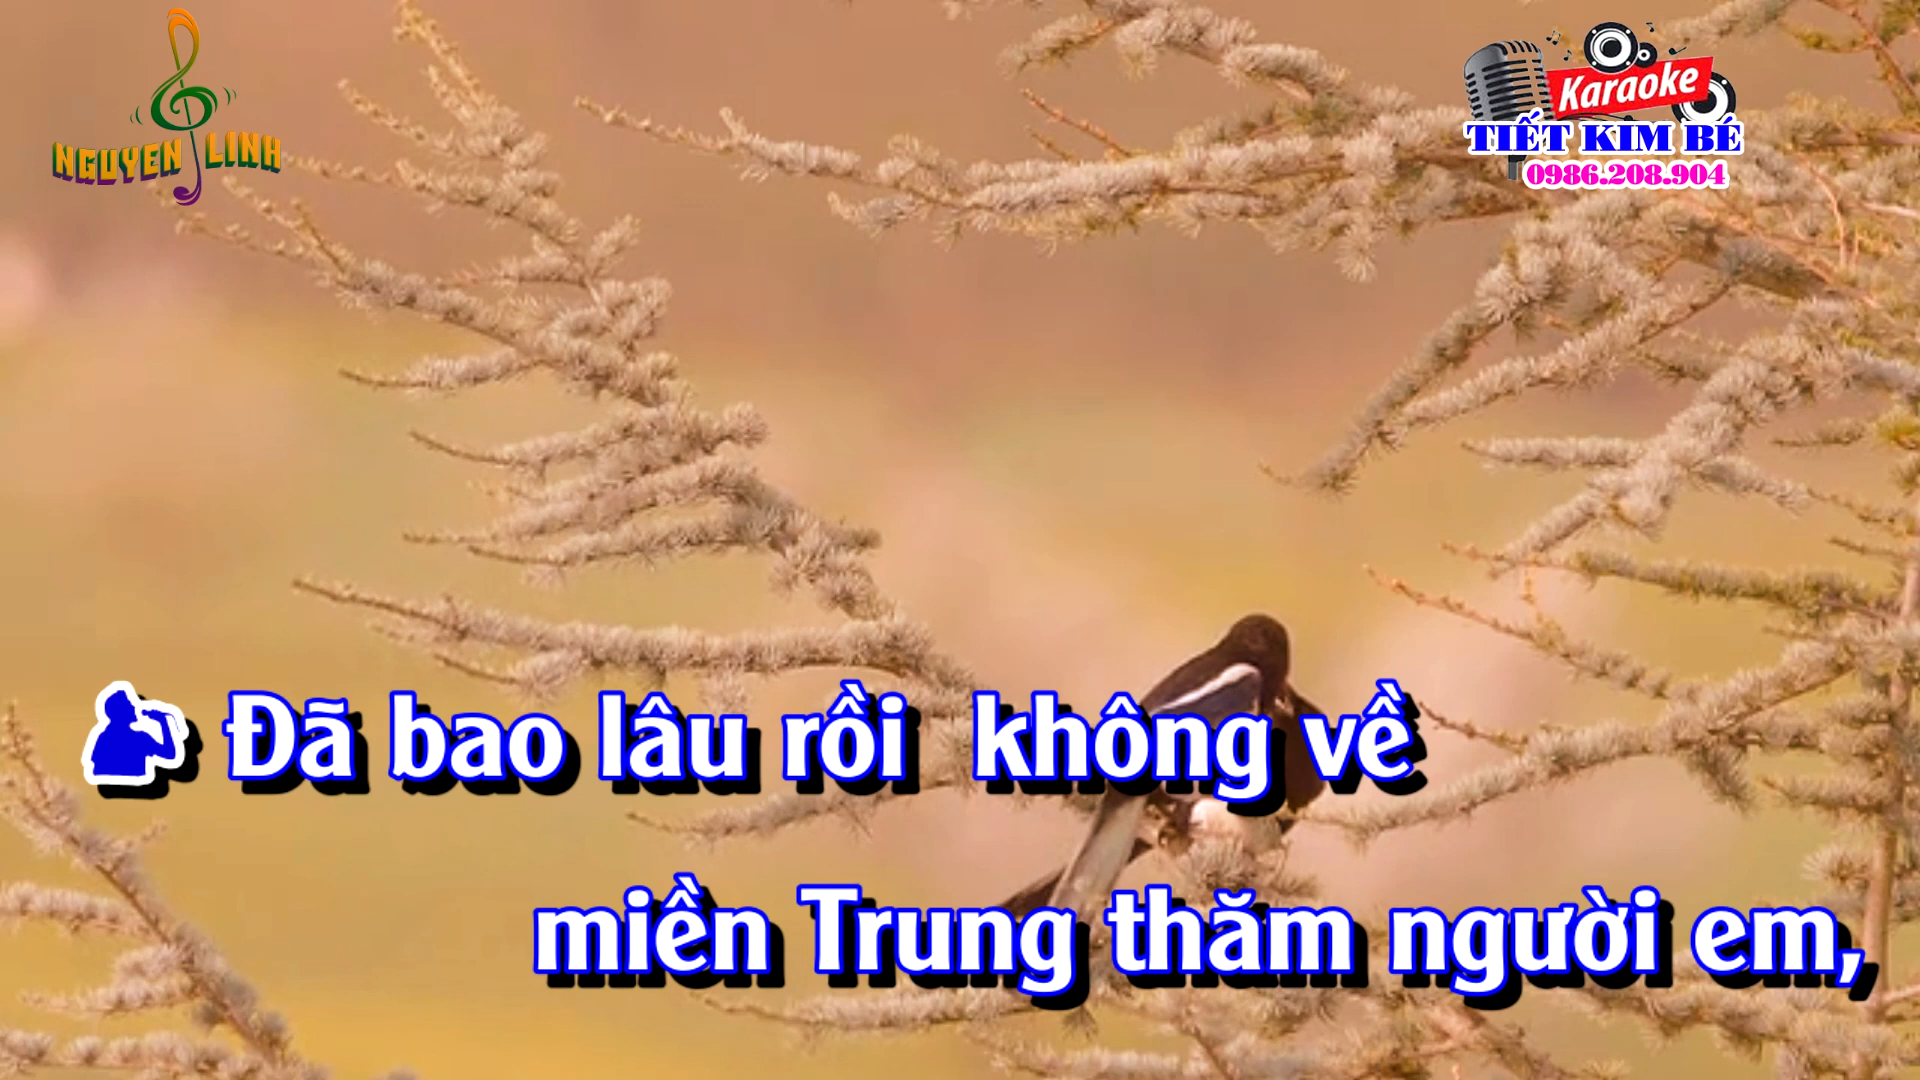 NGUYEN LINH
Karaoke
TIẾT KIM BÉ
0986.208.904
Đã bao lâu rồi không về
miền Trung thăm người em,